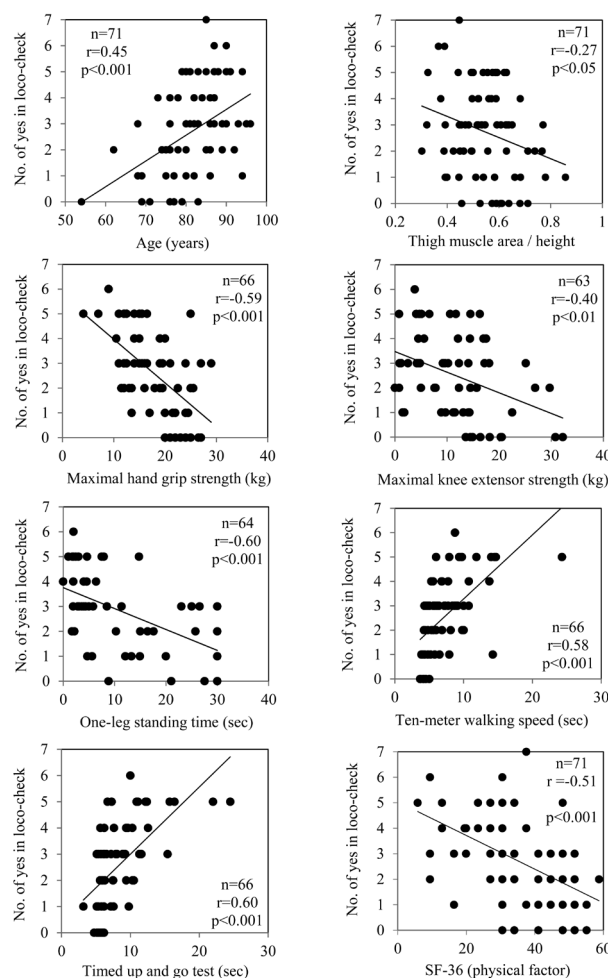 No. of yes in loco-check
7
6
5
4
3
2
1
0
n=71
r=0.45
p<0.001
50 60 70 80 90 100
Age (years)
No. of yes in loco-check
7
6
5
4
3
2
1
0
n=71
r=-0.27
p<0.05
0.2 0.4 0.6 0.8 1
Thigh muscle area / height
No. of yes in loco-check
7
6
5
4
3
2
1
0
n=66
r=-0.59
p<0.001
0 10 20 30 40
Maximal hand grip strength (kg)
No. of yes in loco-check
7
6
5
4
3
2
1
0
n=63
r=-0.40
p<0.01
0 10 20 30 40
Maximal knee extensor strength (kg)
No. of yes in loco-check
7
6
5
4
3
2
1
0
n=64
r=-0.60
p<0.001
0 10 20 30 40
One-leg standing time (sec)
No. of yes in loco-check
7
6
5
4
3
2
1
0
n=66
r=0.58
p<0.001
0 10 20 30
Ten-meter walking speed (sec)
No. of yes in loco-check
7
6
5
4
3
2
1
0
n=66
r=0.60
p<0.001
0 10 20 30
Timed up and go test (sec)
No. of yes in loco-check
7
6
5
4
3
2
1
0
n=71
r =-0.51
p<0.001
0 20 40 60
SF-36 (physical factor)